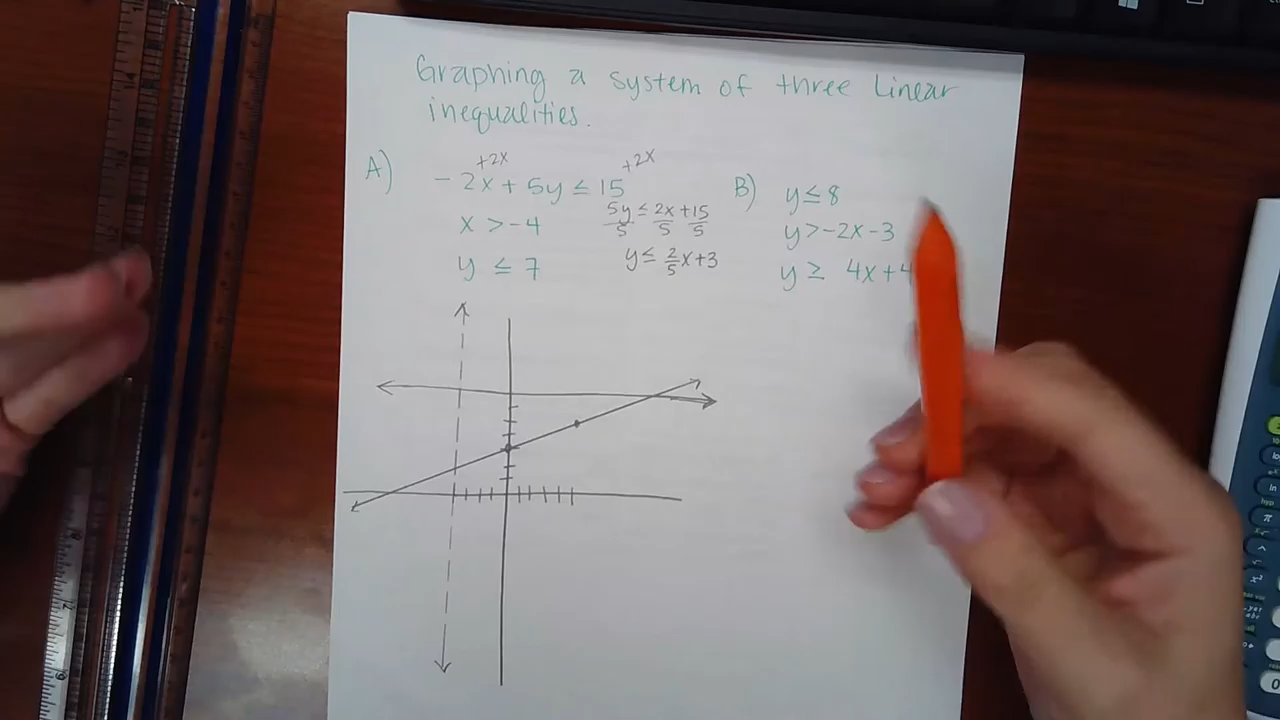 Graphing a system of three Linear
inequalities.
A)
+2x +2x
- 2x + 5y ≤ 15
x > -4
y ≤ 7
5y/5 ≤ 2x/5 + 15/5
y ≤ 2/5 x + 3
B)
y ≤ 8
y > -2x - 3
y ≥ 4x + 4